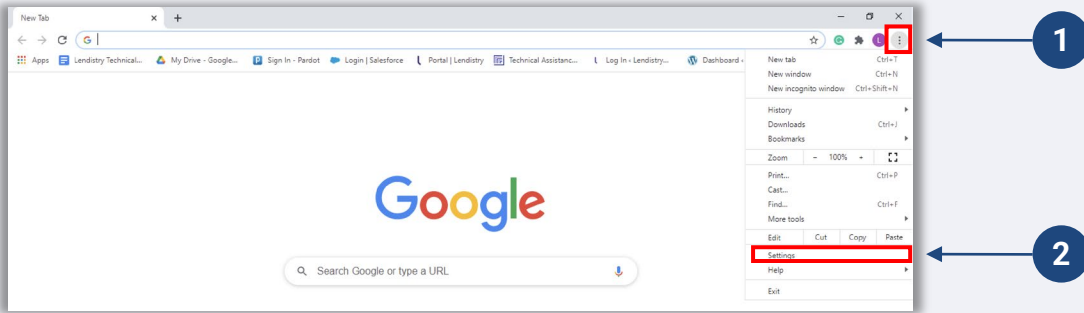 New Tab
1
G
L
Apps Lendistry Technical... My Drive - Google... Sign In - Pardot Login | Salesforce Portal | Lendistry Technical Assistanc... Log In ‹ Lendistry... Dashboard ‹
New tab Ctrl+T
New window Ctrl+N
New incognito window Ctrl+Shift+N
History
Downloads Ctrl+J
Bookmarks
Zoom - 100% +
Print... Ctrl+P
Cast...
Find... Ctrl+F
More tools
Edit Cut Copy Paste
Settings
2
Help
Exit
Google
Search Google or type a URL